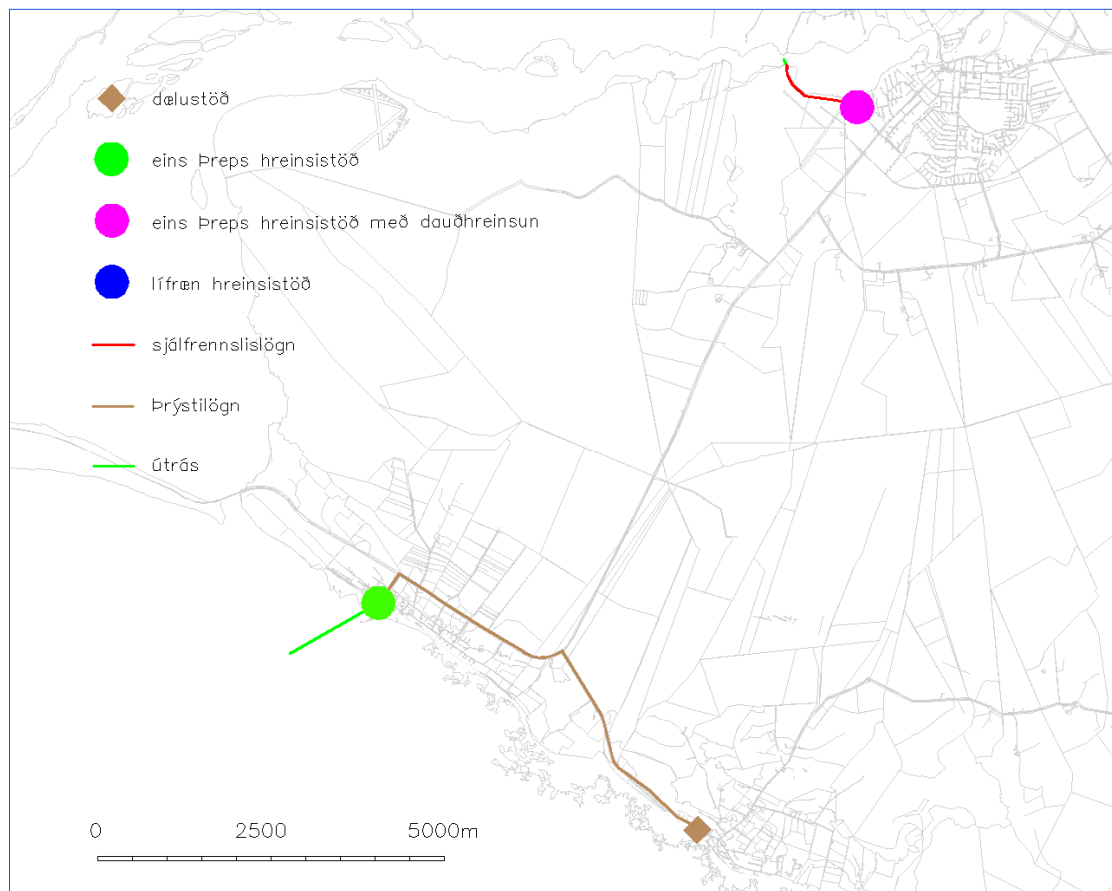 dælustöð
eins Þreps hreinsistöð
eins Þreps hreinsistöð með dauðhreinsun
lífræn hreinsistöð
sjálfrennslislögn
Þrýstilögn
útrás
0 2500 5000m